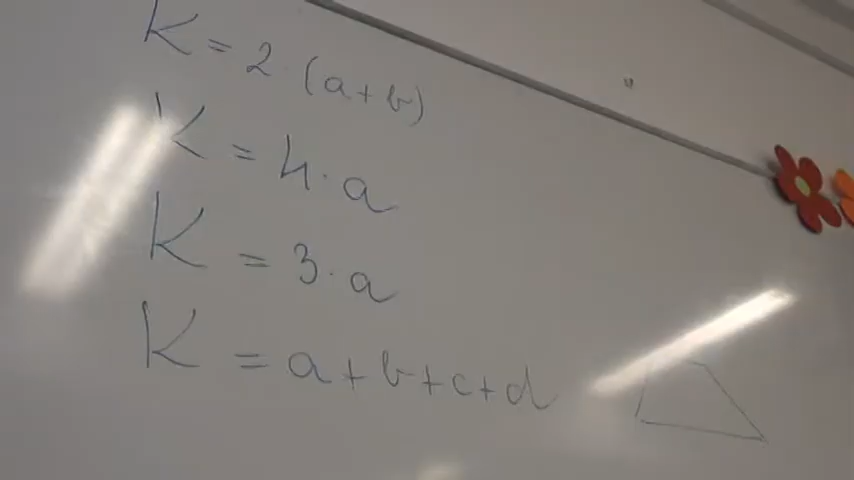 K = 2 · (a+b)
K = 4 · a
K = 3 · a
K = a+b+c+d